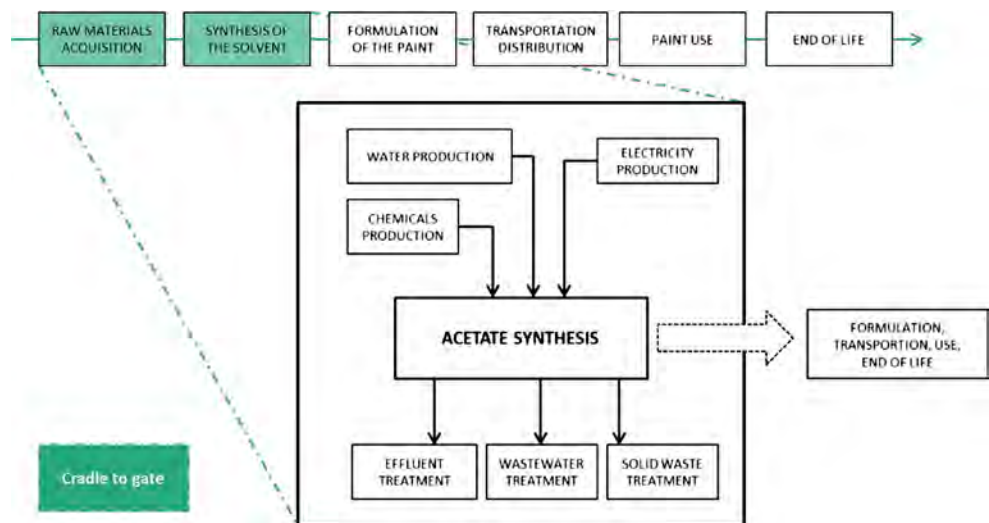 RAW MATERIALS
ACQUISITION
SYNTHESIS OF
THE SOLVENT
FORMULATION
OF THE PAINT
TRANSPORTATION
DISTRIBUTION
PAINT USE
END OF LIFE
WATER PRODUCTION
ELECTRICITY
PRODUCTION
CHEMICALS
PRODUCTION
ACETATE SYNTHESIS
FORMULATION,
TRANSPORTION, USE,
END OF LIFE
EFFLUENT
TREATMENT
WASTEWATER
TREATMENT
SOLID WASTE
TREATMENT
Cradle to gate